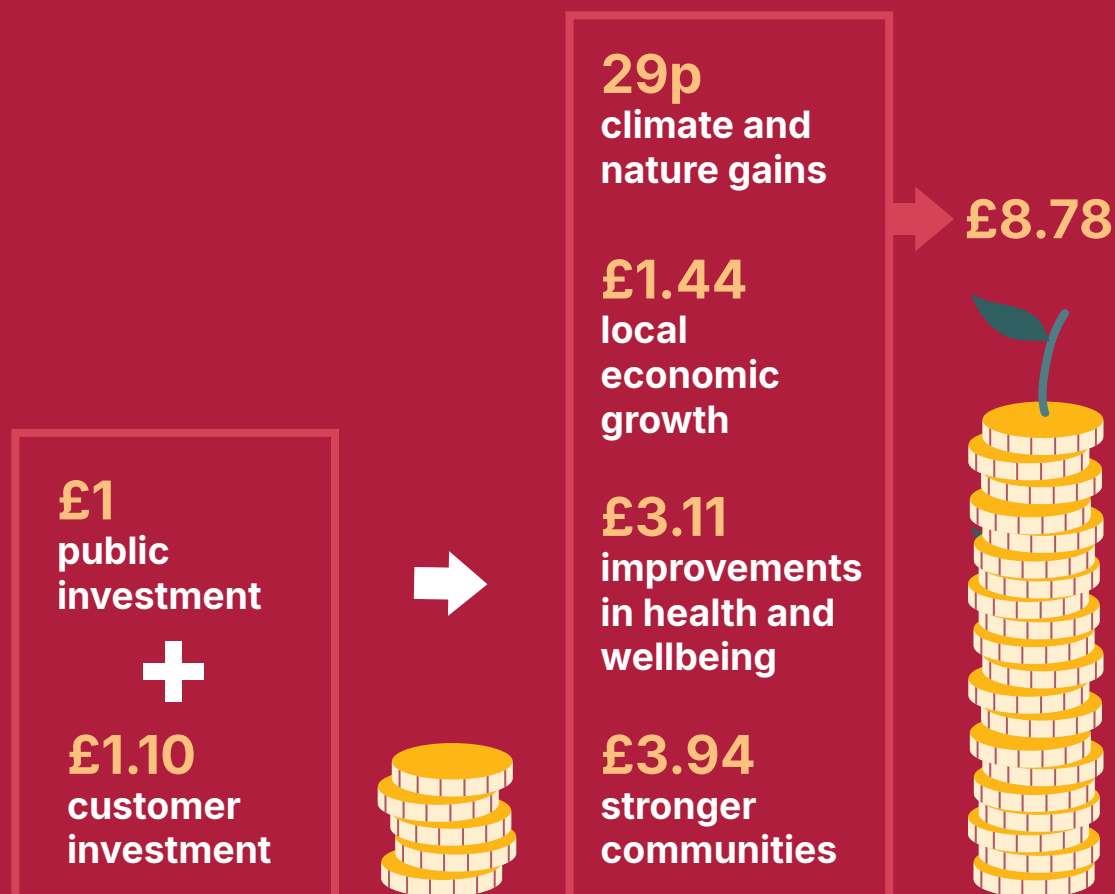 £1
public
investment
£1.10
customer
investment
29p
climate and
nature gains
£1.44
local
economic
growth
£3.11
improvements
in health and
wellbeing
£3.94
stronger
communities
£8.78